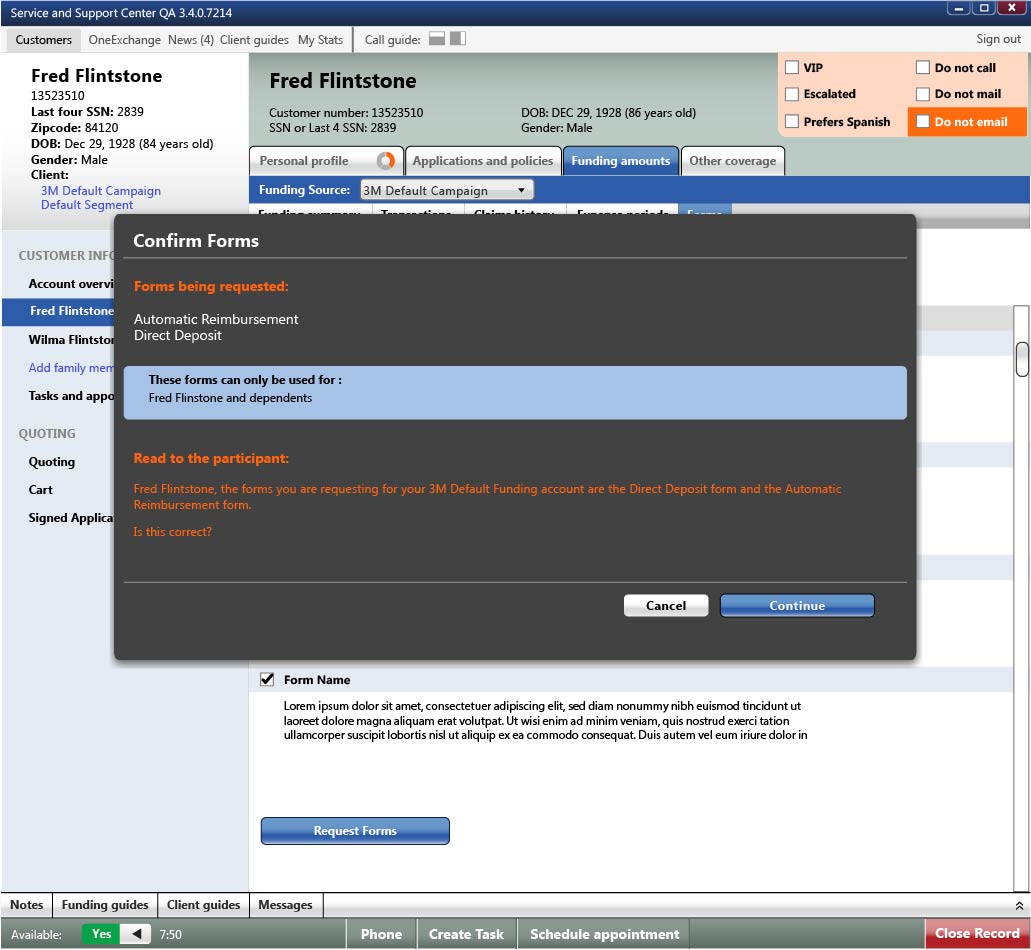 Service and Support Center QA 3.4.0.7214
Customers OneExchange News (4) Client guides My Stats Call guide: Sign out
Fred Flintstone
13523510
Last four SSN: 2839
Zipcode: 84120
DOB: Dec 29, 1928 (84 years old)
Gender: Male
Client:
3M Default Campaign
Default Segment
Fred Flintstone
Customer number: 13523510
SSN or Last 4 SSN: 2839
DOB: DEC 29, 1928 (86 years old)
Gender: Male
VIP
Do not call
Escalated
Do not mail
Prefers Spanish
Do not email
Personal profile Applications and policies Funding amounts Other coverage
Funding Source: 3M Default Campaign
Funding summary Transactions Claims history Expense periods Forms
CUSTOMER INFO
Account overvi
Fred Flintstone
Wilma Flintstor
Add family mem
Tasks and appo
QUOTING
Quoting
Cart
Signed Applica
Confirm Forms
Forms being requested:
Automatic Reimbursement
Direct Deposit
These forms can only be used for :
Fred Flinstone and dependents
Read to the participant:
Fred Flintstone, the forms you are requesting for your 3M Default Funding account are the Direct Deposit form and the Automatic
Reimbursement form.
Is this correct?
Cancel Continue
Form Name
Lorem ipsum dolor sit amet, consectetuer adipiscing elit, sed diam nonummy nibh euismod tincidunt ut
laoreet dolore magna aliquam erat volutpat. Ut wisi enim ad minim veniam, quis nostrud exerci tation
ullamcorper suscipit lobortis nisl ut aliquip ex ea commodo consequat. Duis autem vel eum iriure dolor in
Request Forms
Notes Funding guides Client guides Messages
Available: Yes 7:50 Phone Create Task Schedule appointment Close Record